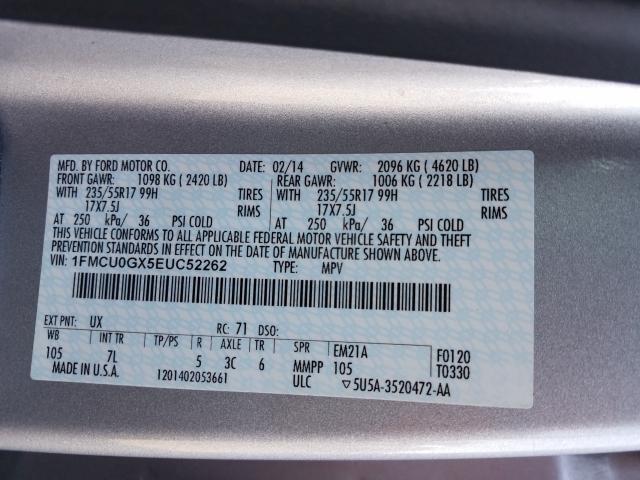 MFD. BY FORD MOTOR CO. DATE: 02/14 GVWR: 2096 KG ( 4620 LB)
FRONT GAWR: 1098 KG ( 2420 LB) REAR GAWR: 1006 KG ( 2218 LB)
WITH 235/55R17 99H TIRES WITH 235/55R17 99H TIRES
17X7.5J RIMS 17X7.5J RIMS
AT 250 kPa/ 36 PSI COLD AT 250 kPa/ 36 PSI COLD
THIS VEHICLE CONFORMS TO ALL APPLICABLE FEDERAL MOTOR VEHICLE SAFETY AND THEFT
PREVENTION STANDARDS IN EFFECT ON THE DATE OF MANUFACTURE SHOWN ABOVE.
VIN: 1FMCU0GX5EUC52262 TYPE: MPV
EXT PNT: UX RC: 71 DSO:
WB INT TR TP/PS R AXLE TR SPR EM21A F0120
105 7L 5 3C 6 MMPP 105 T0330
MADE IN U.S.A. 1201402053661 ULC ▽5U5A-3520472-AA